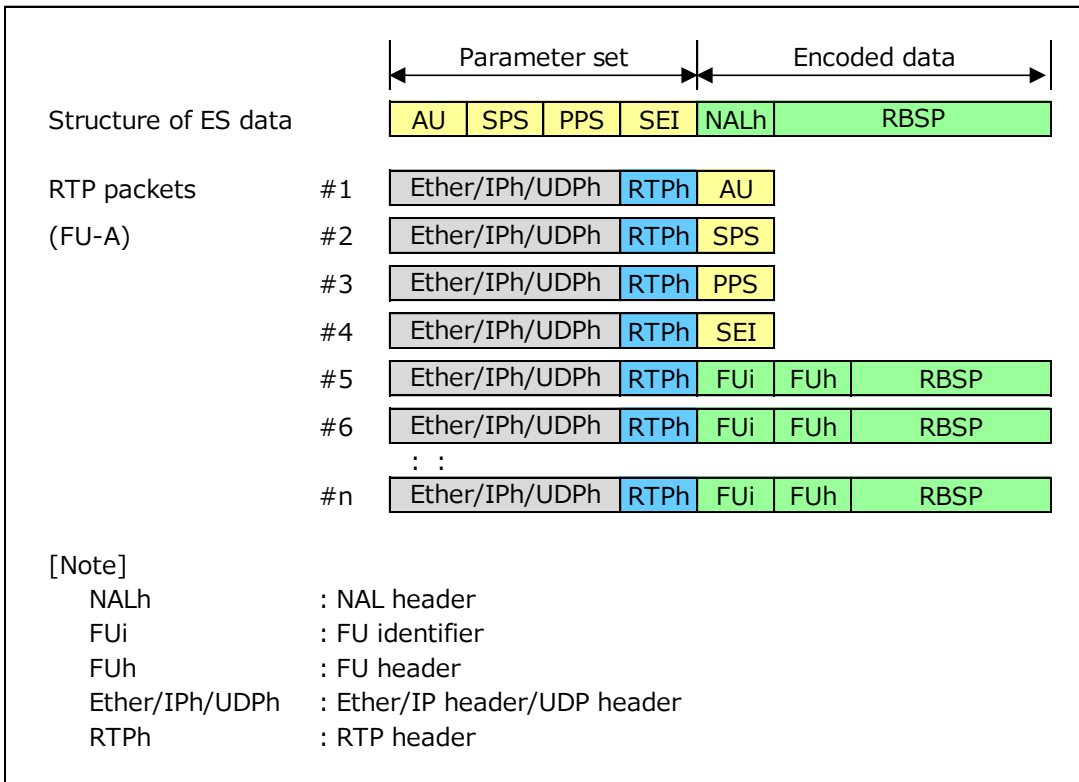 Parameter set Encoded data
Structure of ES data AU SPS PPS SEI NALh RBSP
RTP packets #1 Ether/IPh/UDPh RTPh AU
(FU-A) #2 Ether/IPh/UDPh RTPh SPS
#3 Ether/IPh/UDPh RTPh PPS
#4 Ether/IPh/UDPh RTPh SEI
#5 Ether/IPh/UDPh RTPh FUi FUh RBSP
#6 Ether/IPh/UDPh RTPh FUi FUh RBSP
: :
#n Ether/IPh/UDPh RTPh FUi FUh RBSP
[Note]
NALh : NAL header
FUi : FU identifier
FUh : FU header
Ether/IPh/UDPh : Ether/IP header/UDP header
RTPh : RTP header